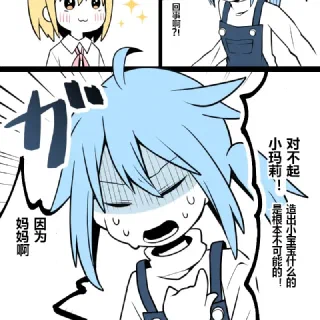 回事啊?!
对不起
小玛莉！
造出小宝宝什么的
是根本不可能的！
因为
妈妈啊
ガ